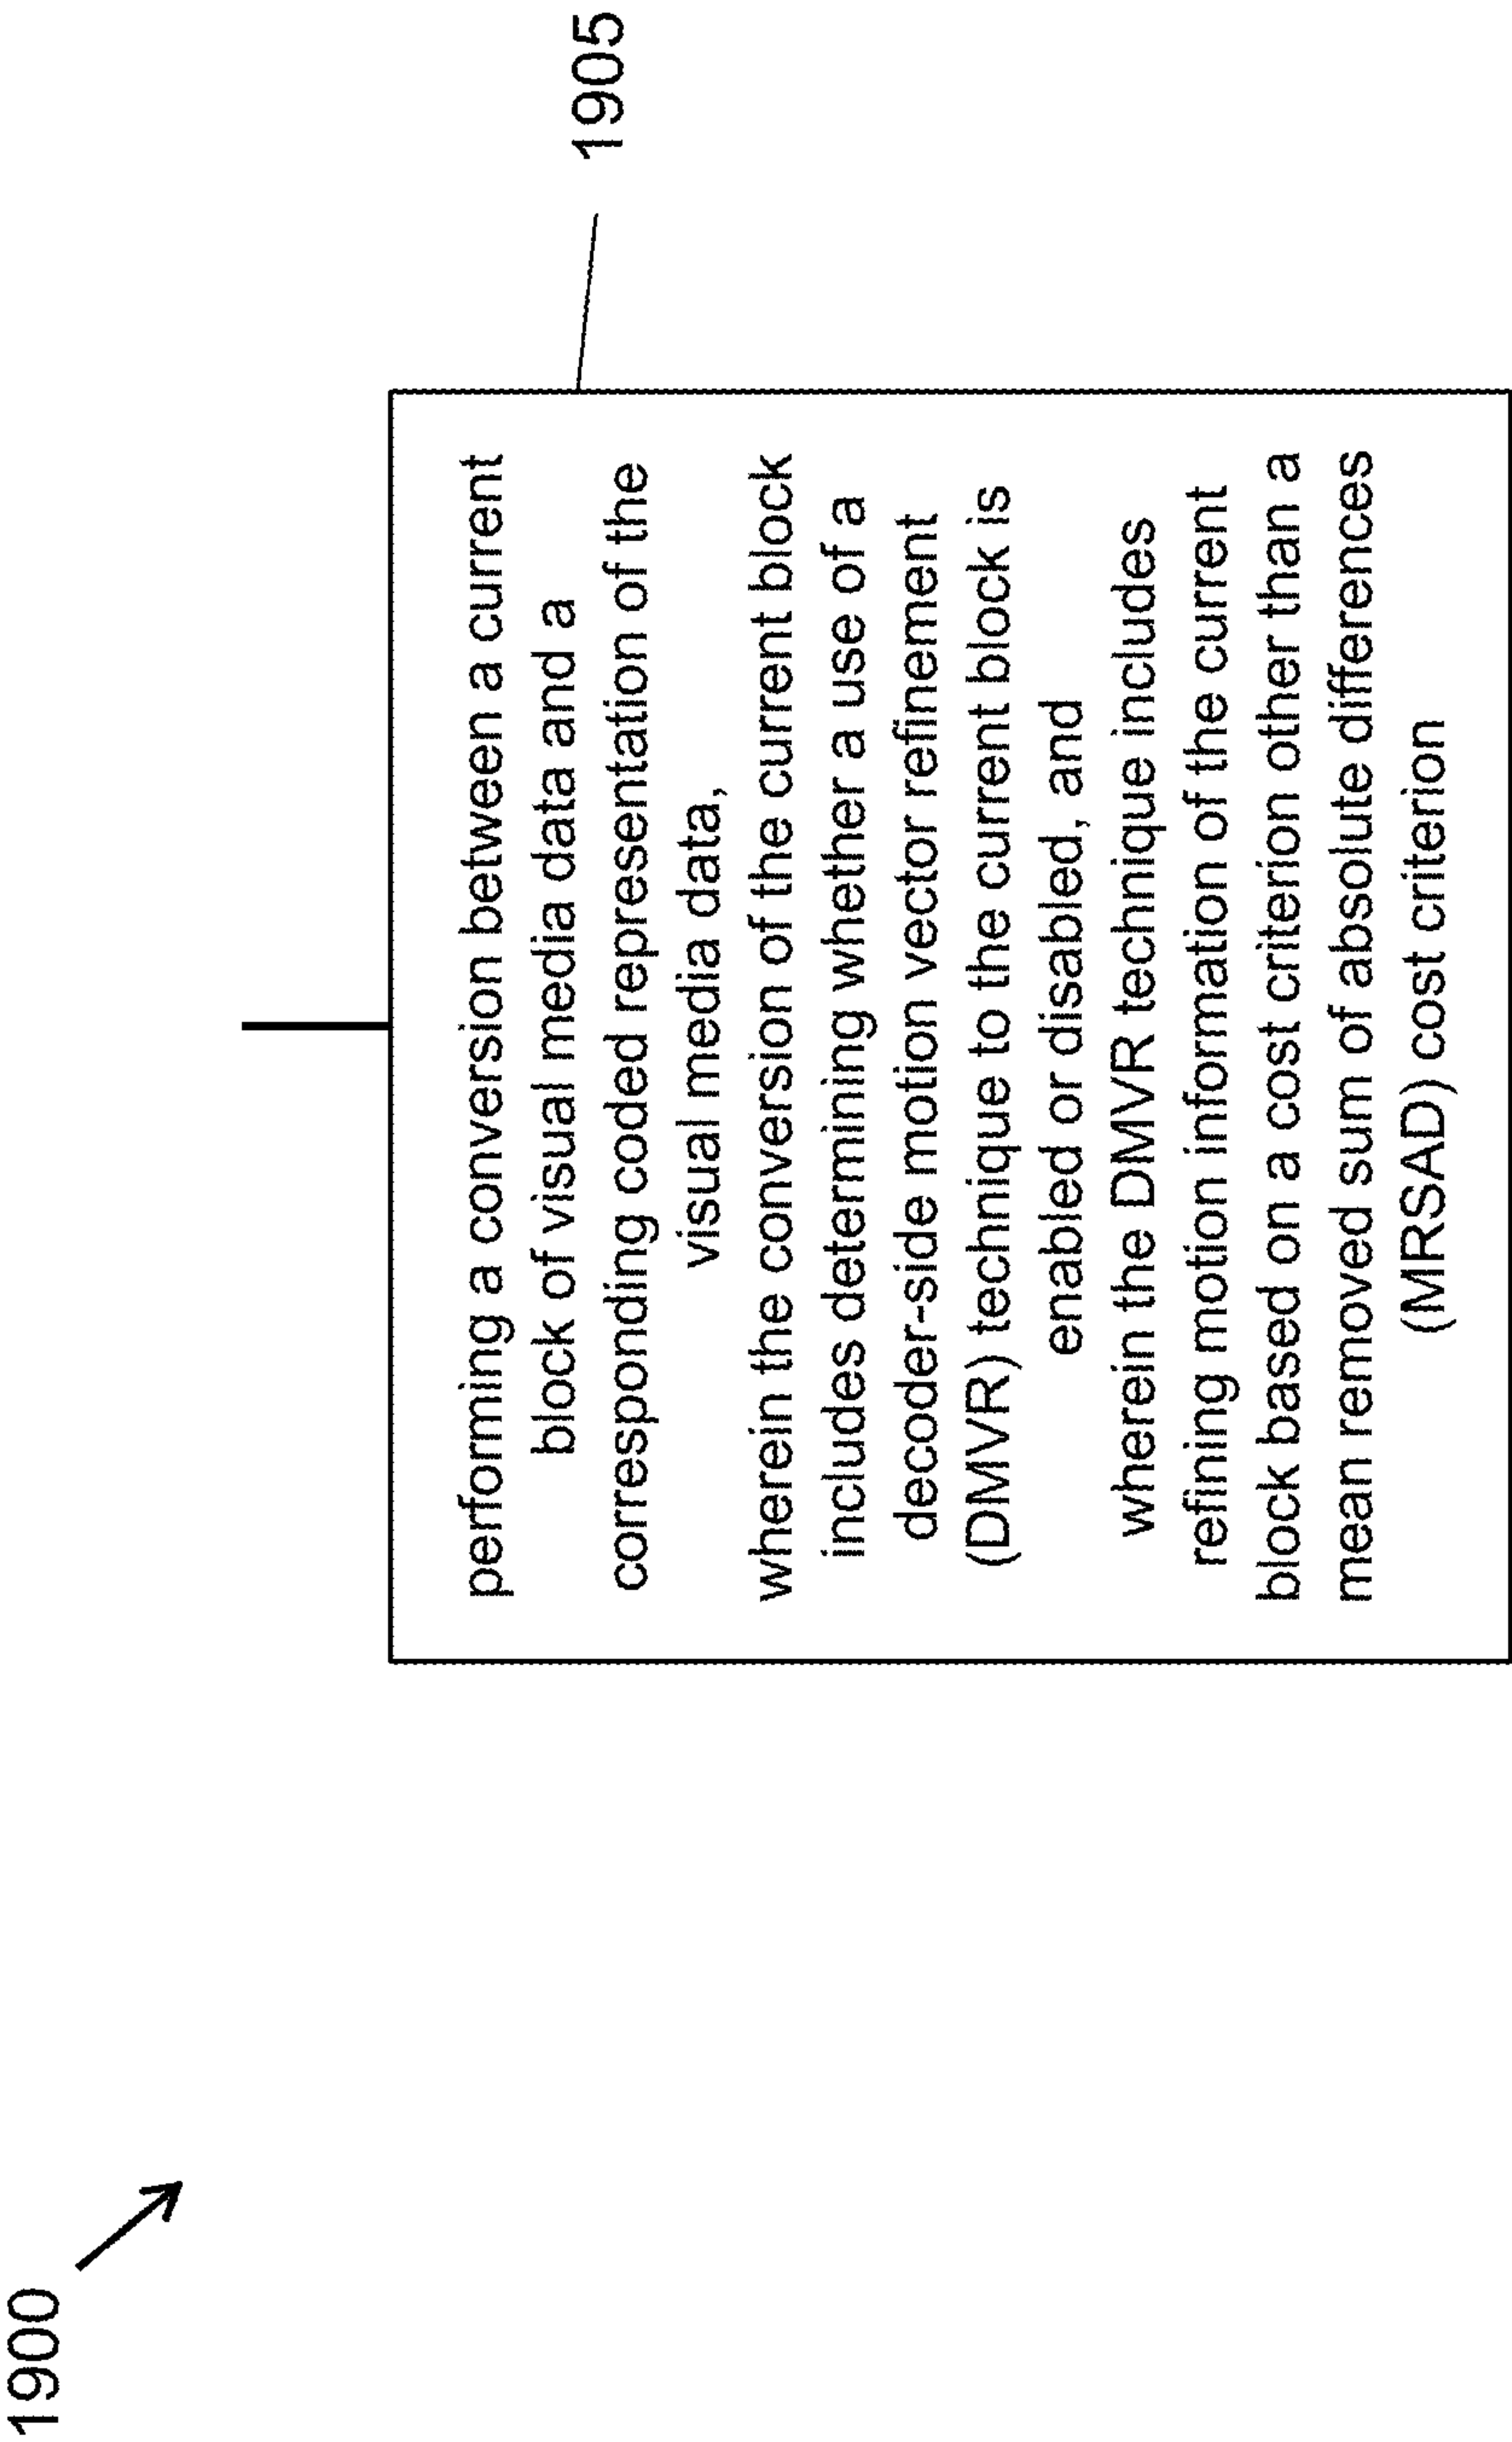 1900
performing a conversion between a current
block of visual media data and a
corresponding coded representation of the
visual media data,
wherein the conversion of the current block
includes determining whether a use of a
decoder-side motion vector refinement
(DMVR) technique to the current block is
enabled or disabled, and
wherein the DMVR technique includes
refining motion information of the current
block based on a cost criterion other than a
mean removed sum of absolute differences
(MRSAD) cost criterion
1905